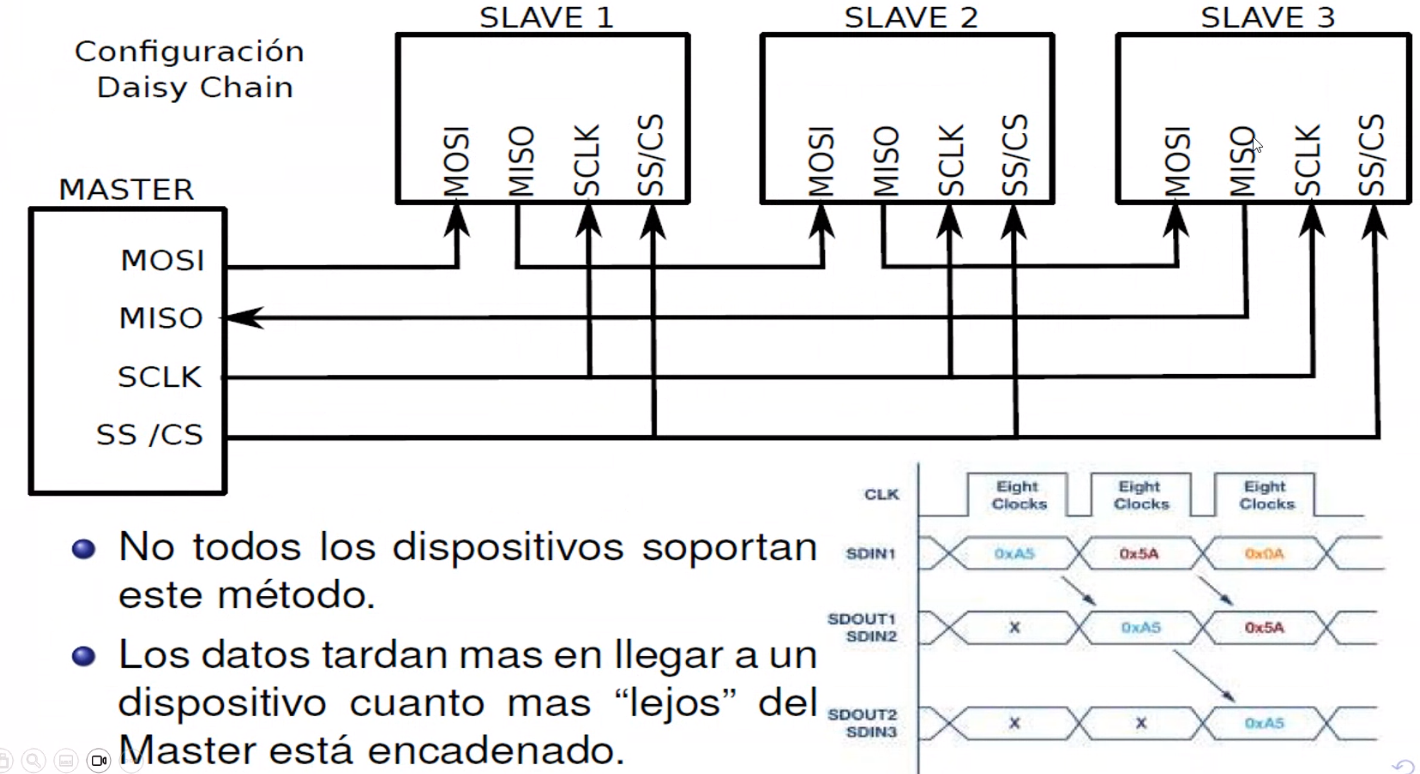 Configuración
Daisy Chain
SLAVE 1
MOSI
MISO
SCLK
SS/CS
SLAVE 2
MOSI
MISO
SCLK
SS/CS
SLAVE 3
MOSI
MISO
SCLK
SS/CS
MASTER
MOSI
MISO
SCLK
SS /CS
No todos los dispositivos soportan
este método.
Los datos tardan mas en llegar a un
dispositivo cuanto mas “lejos” del
Master está encadenado.
CLK
Eight
Clocks
Eight
Clocks
Eight
Clocks
SDIN1
0xA5
0x5A
0x0A
SDOUT1
SDIN2
X
0xA5
0x5A
SDOUT2
SDIN3
X
X
0xA5